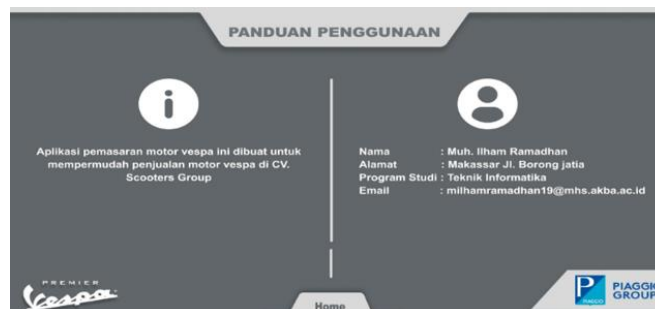 PANDUAN PENGGUNAAN
i
Aplikasi pemasaran motor vespa ini dibuat untuk
mempermudah penjualan motor vespa di CV.
Scooters Group
Nama : Muh. Ilham Ramadhan
Alamat : Makassar Jl. Borong jatia
Program Studi : Teknik Informatika
Email : milhamramadhan19@mhs.akba.ac.id
PREMIER
Vespa
Home
P
PIAGGIO
PIAGGIO
GROUP